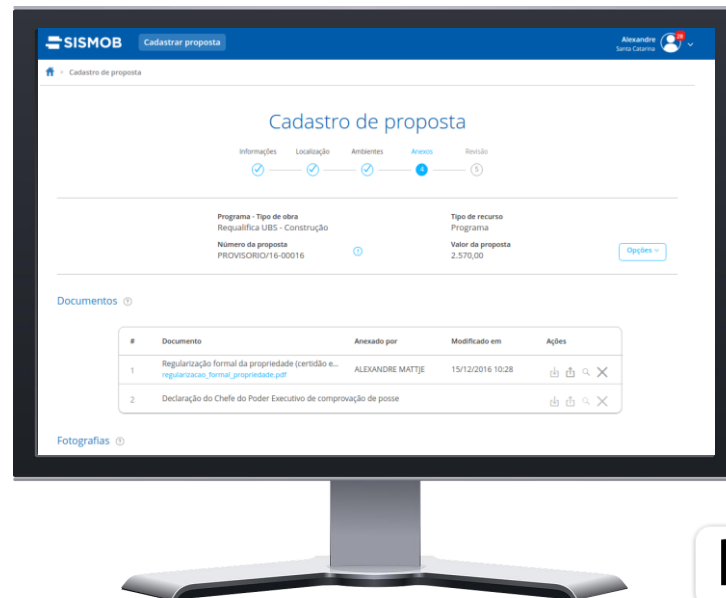 SISMOB
Cadastrar proposta
Alexandre
Santa Catarina
28
Cadastro de proposta
Cadastro de proposta
Informações Localização Ambientes Anexos Revisão
4 5
Programa - Tipo de obra
Requalifica UBS - Construção
Tipo de recurso
Programa
Número da proposta
PROVISORIO/16-00016
Valor da proposta
2.570,00
Opções
Documentos ?
# Documento Anexado por Modificado em Ações
1 Regularização formal da propriedade (certidão e... ALEXANDRE MATTJE 15/12/2016 10:28
regularizacao_formal_propriedade.pdf
2 Declaração do Chefe do Poder Executivo de comprovação de posse
Fotografias ?